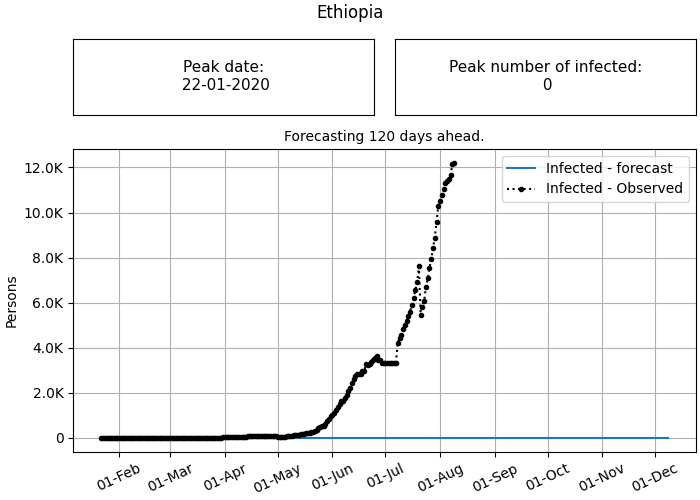 Ethiopia
Peak date:
22-01-2020
Peak number of infected:
0
Forecasting 120 days ahead.
12.0K
10.0K
8.0K
6.0K
4.0K
2.0K
0
Persons
Infected - forecast
Infected - Observed
01-Feb
01-Mar
01-Apr
01-May
01-Jun
01-Jul
01-Aug
01-Sep
01-Oct
01-Nov
01-Dec